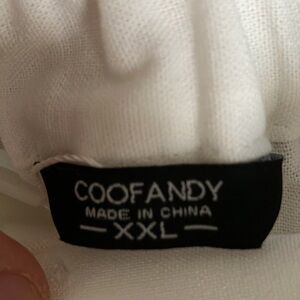 COOFANDY
MADE IN CHINA
- XXL -